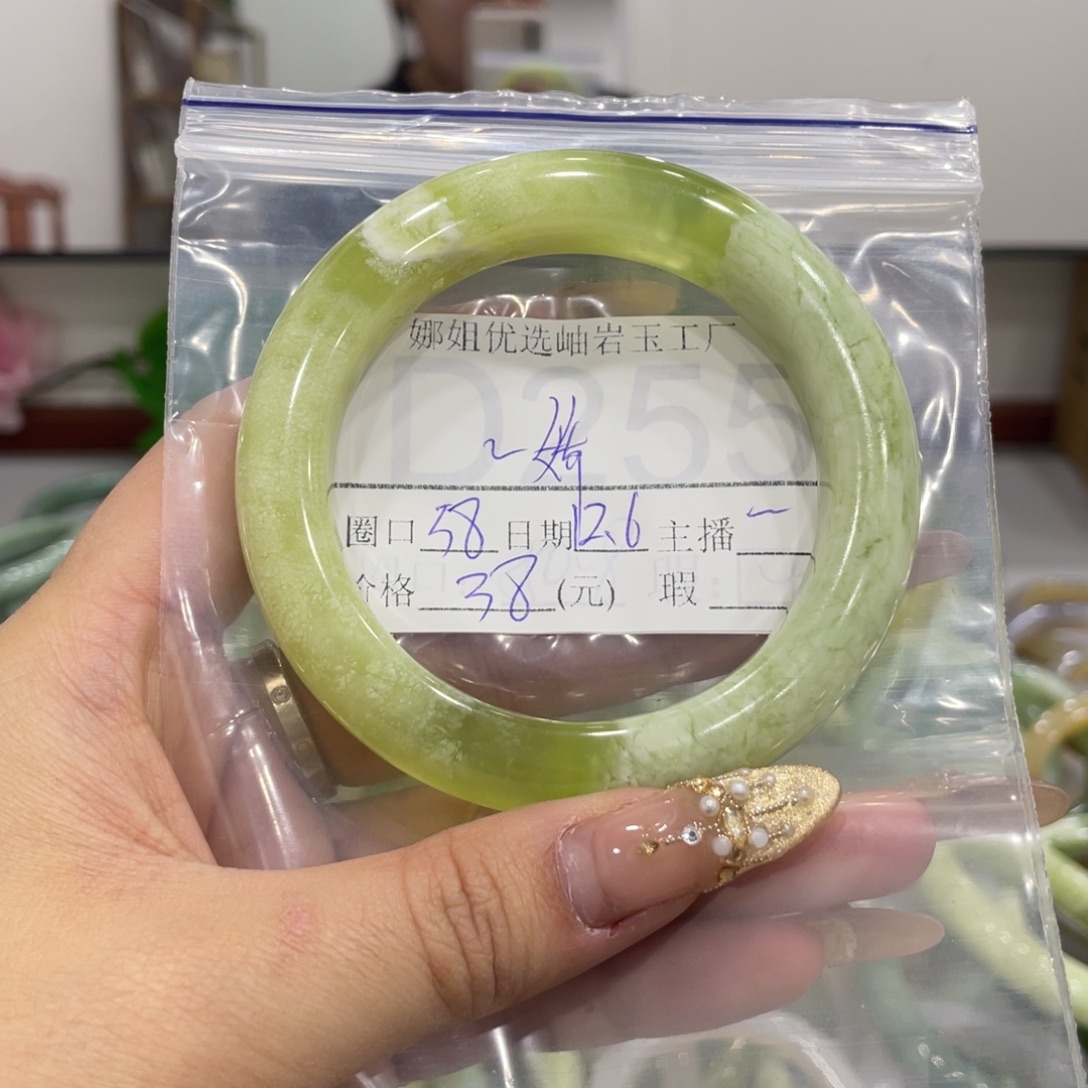 娜姐优选岫岩玉工厂
D255
圈口 58 日期 12.6 主播
价格 38 (元) 瑕